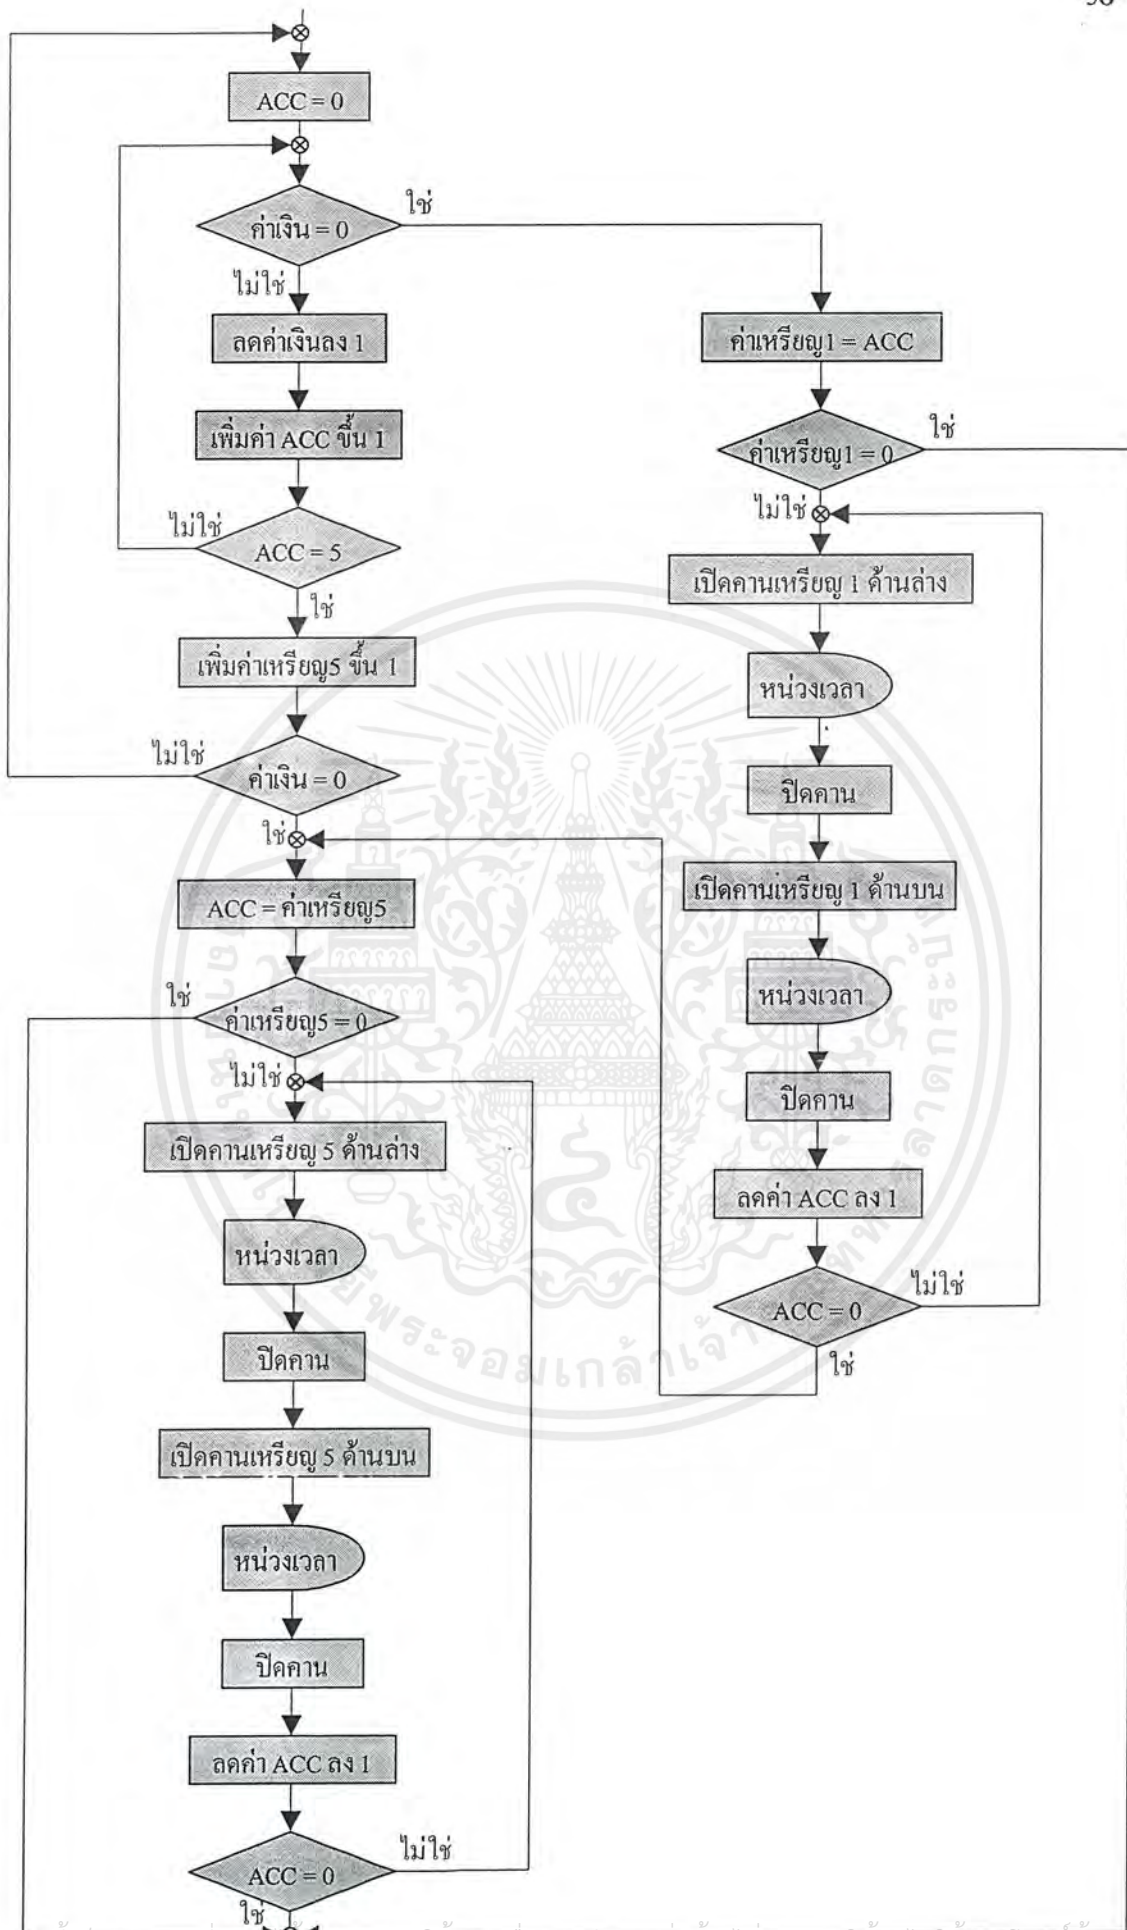 ACC = 0
ค่าเงิน = 0
ใช่
ไม่ใช่
ลดค่าเงินลง 1
เพิ่มค่า ACC ขึ้น 1
ไม่ใช่
ACC = 5
ใช่
เพิ่มค่าเหรียญ5 ขึ้น 1
ไม่ใช่
ค่าเงิน = 0
ใช่
ACC = ค่าเหรียญ5
ใช่
ค่าเหรียญ5 = 0
ไม่ใช่
เปิดคานเหรียญ 5 ด้านล่าง
หน่วงเวลา
ปิดคาน
เปิดคานเหรียญ 5 ด้านบน
หน่วงเวลา
ปิดคาน
ลดค่า ACC ลง 1
ACC = 0
ไม่ใช่
ใช่
ค่าเหรียญ1 = ACC
ค่าเหรียญ1 = 0
ใช่
ไม่ใช่
เปิดคานเหรียญ 1 ด้านล่าง
หน่วงเวลา
ปิดคาน
เปิดคานเหรียญ 1 ด้านบน
หน่วงเวลา
ปิดคาน
ลดค่า ACC ลง 1
ACC = 0
ไม่ใช่
ใช่